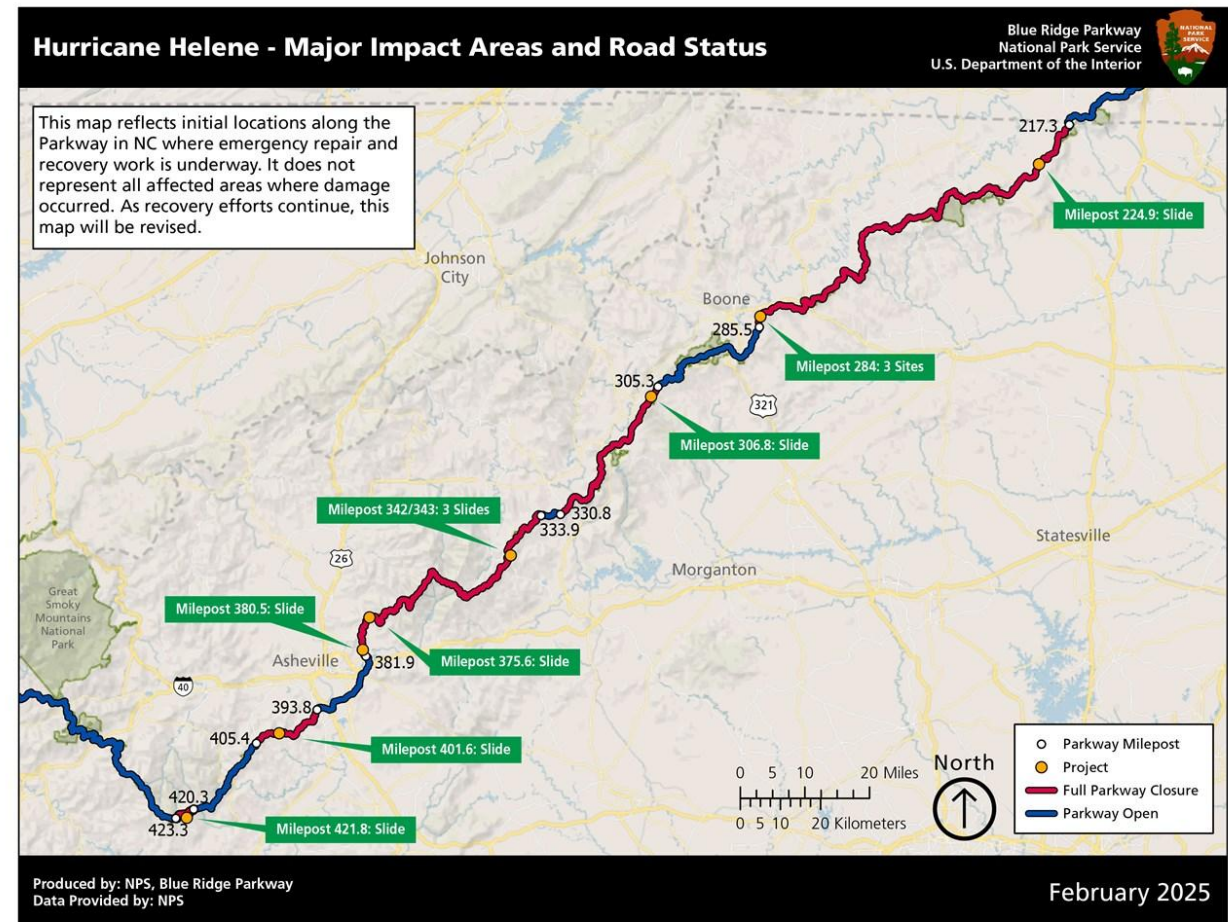 Hurricane Helene - Major Impact Areas and Road Status
Blue Ridge Parkway
National Park Service
U.S. Department of the Interior
NATIONAL
PARK
SERVICE
This map reflects initial locations along the
Parkway in NC where emergency repair and
recovery work is underway. It does not
represent all affected areas where damage
occurred. As recovery efforts continue, this
map will be revised.
217.3
Milepost 224.9: Slide
Johnson
City
Boone
285.5
Milepost 284: 3 Sites
305.3
321
Milepost 306.8: Slide
Milepost 342/343: 3 Slides
330.8
333.9
Statesville
26
Morganton
Great
Smoky
Mountains
National
Park
Milepost 380.5: Slide
Asheville
381.9
Milepost 375.6: Slide
40
393.8
405.4
Milepost 401.6: Slide
420.3
423.3
Milepost 421.8: Slide
0 5 10 20 Miles
0 5 10 20 Kilometers
North
Parkway Milepost
Project
Full Parkway Closure
Parkway Open
Produced by: NPS, Blue Ridge Parkway
Data Provided by: NPS
February 2025